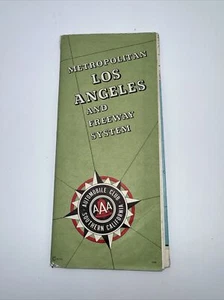 METROPOLITAN
LOS
ANGELES
AND
FREEWAY
SYSTEM
AUTOMOBILE CLUB
AAA
SOUTHERN CALIFORNIA